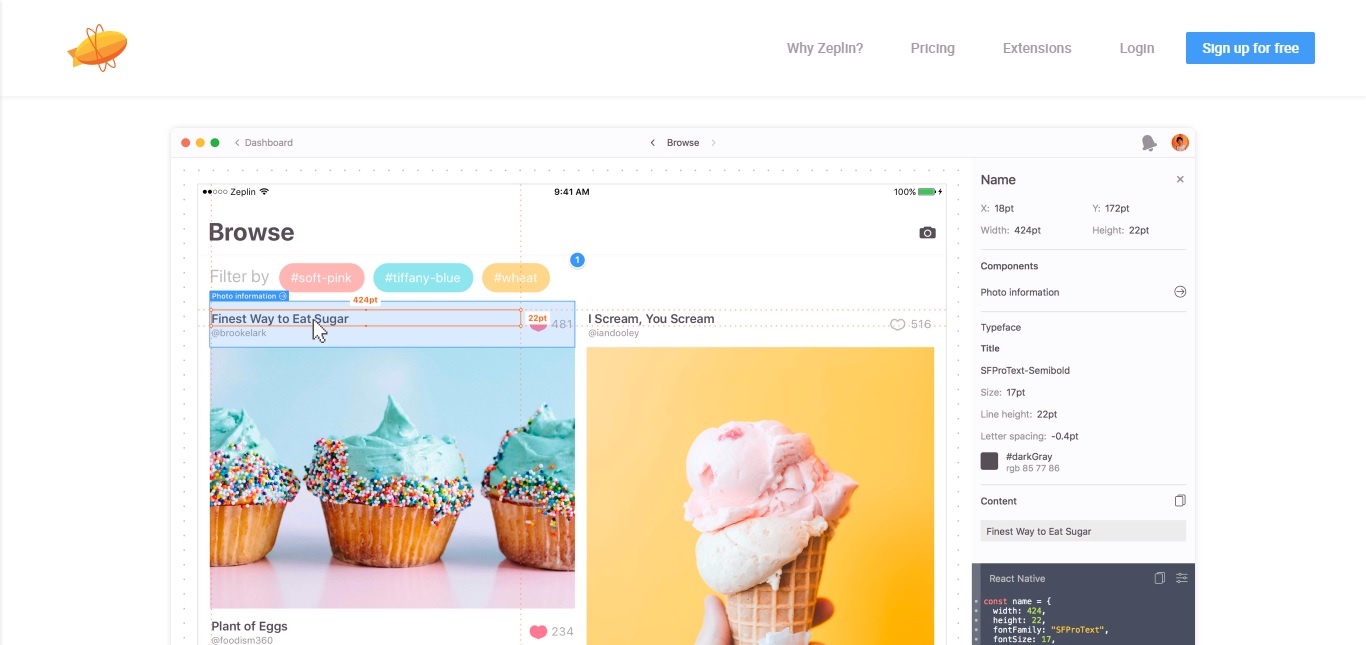 Why Zeplin? Pricing Extensions Login Sign up for free
Dashboard Browse
Zeplin 9:41 AM 100%
Browse
Filter by #soft-pink #tiffany-blue #wheat 1
Photo information 424pt
Finest Way to Eat Sugar 22pt 481
@brookelark
I Scream, You Scream 516
@iandooley
Plant of Eggs 234
@foodism360
Name
X: 18pt Y: 172pt
Width: 424pt Height: 22pt
Components
Photo information
Typeface
Title
SFProText-Semibold
Size: 17pt
Line height: 22pt
Letter spacing: -0.4pt
#darkGray
rgb 85 77 86
Content
Finest Way to Eat Sugar
React Native
const name = {
width: 424,
height: 22,
fontFamily: "SFProText",
fontSize: 17,